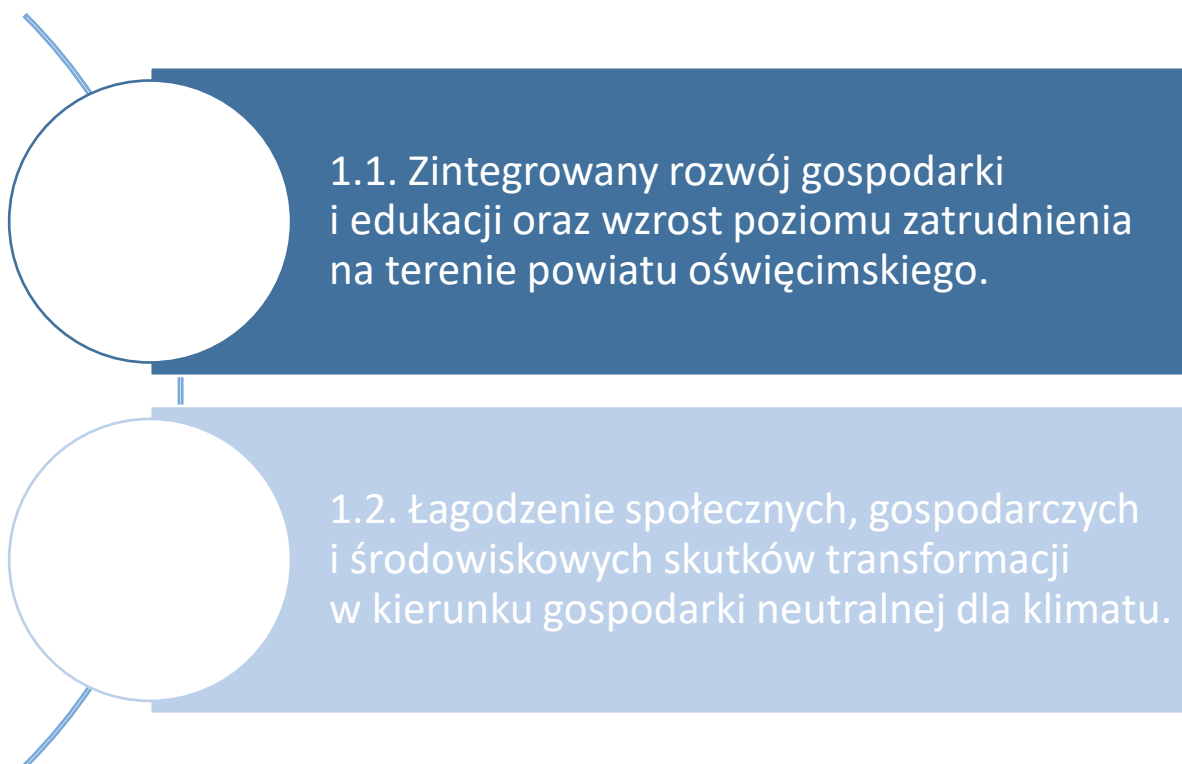 1.1. Zintegrowany rozwój gospodarki
i edukacji oraz wzrost poziomu zatrudnienia
na terenie powiatu oświęcimskiego.
1.2. Łagodzenie społecznych, gospodarczych
i środowiskowych skutków transformacji
w kierunku gospodarki neutralnej dla klimatu.